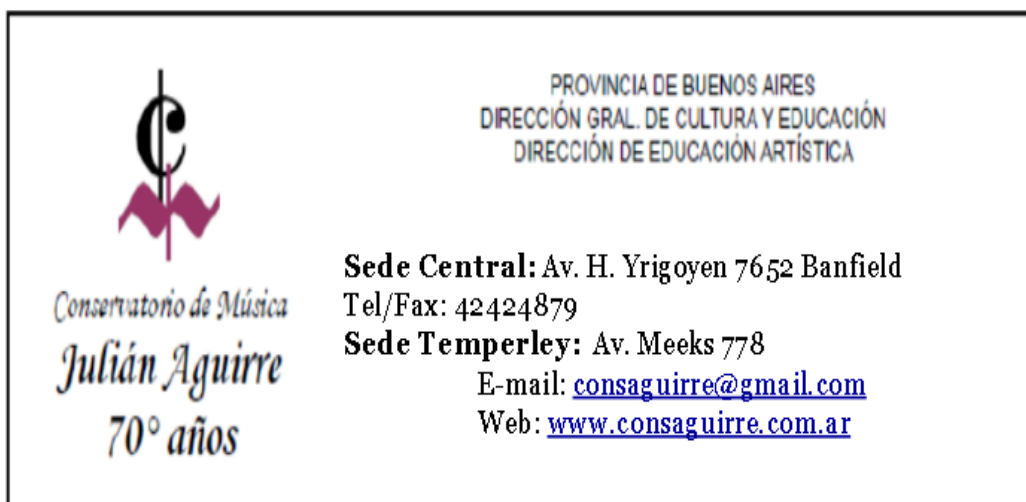 PROVINCIA DE BUENOS AIRES
DIRECCIÓN GRAL. DE CULTURA Y EDUCACIÓN
DIRECCIÓN DE EDUCACIÓN ARTÍSTICA
Conservatorio de Música
Julián Aguirre
70° años
Sede Central: Av. H. Yrigoyen 7652 Banfield
Tel/Fax: 42424879
Sede Temperley: Av. Meeks 778
E-mail: consaguirre@gmail.com
Web: www.consaguirre.com.ar